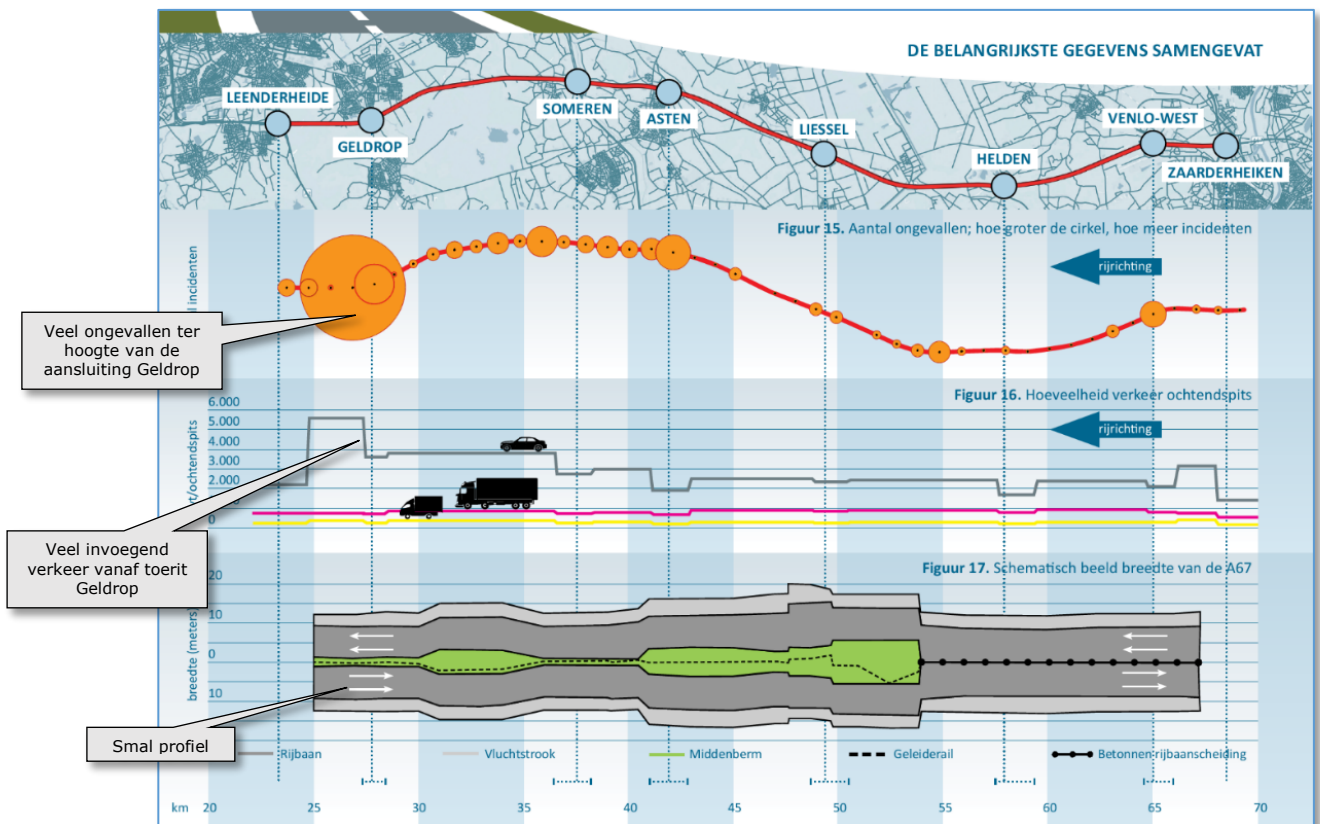 DE BELANGRIJKSTE GEGEVENS SAMENGEVAT
LEENDERHEIDE
GELDROP
SOMEREN
ASTEN
LIESSEL
HELDEN
VENLO-WEST
ZAARDERHEIKEN
Figuur 15. Aantal ongevallen; hoe groter de cirkel, hoe meer incidenten
rijrichting
incidenten
Veel ongevallen ter
hoogte van de
aansluiting Geldrop
Figuur 16. Hoeveelheid verkeer ochtendspits
rijrichting
6.000
5.000
4.000
3.000
2.000
0
t/ochtendspits
Veel invoegend
verkeer vanaf toerit
Geldrop
Figuur 17. Schematisch beeld breedte van de A67
20
10
0
10
breedte (meters)
Smal profiel
Rijbaan
Vluchtstrook
Middenberm
Geleiderail
Betonnen rijbaanscheiding
km 20 25 30 35 40 45 50 55 60 65 70